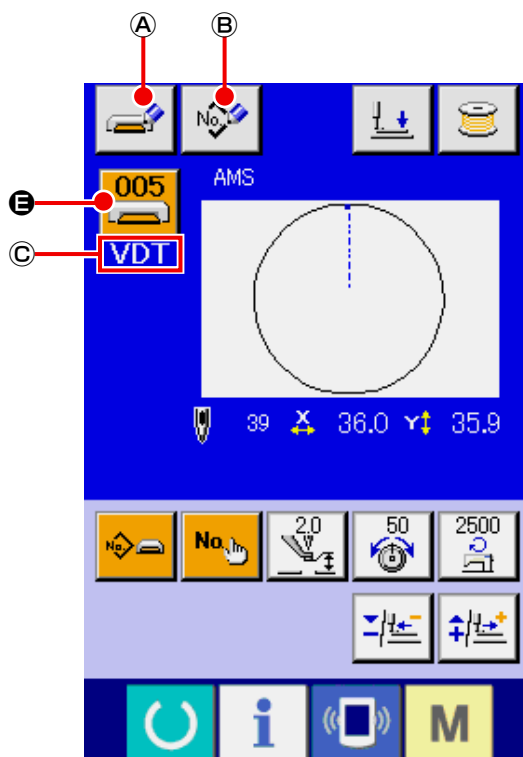 Ⓐ Ⓑ
No.
005 AMS
🅔
Ⓒ VDT
39 X 36.0 Y 35.9
No. No. 2.0 50 2500
i M